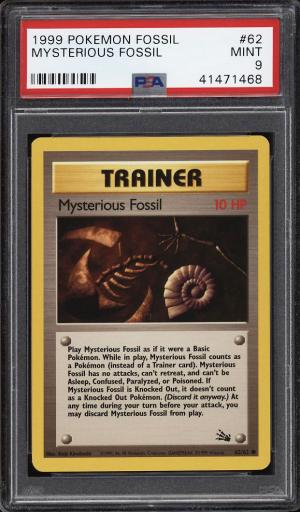 1999 POKEMON FOSSIL #62
MYSTERIOUS FOSSIL MINT
9
PSA 41471468
TRAINER
Mysterious Fossil 10 HP
Play Mysterious Fossil as if it were a Basic
Pokémon. While in play, Mysterious Fossil counts as
a Pokémon (instead of a Trainer card). Mysterious
Fossil has no attacks, can't retreat, and can't be
Asleep, Confused, Paralyzed, or Poisoned. If
Mysterious Fossil is Knocked Out, it doesn't count
as a Knocked Out Pokémon. (Discard it anyway.) At
any time during your turn before your attack, you
may discard Mysterious Fossil from play.
62/62